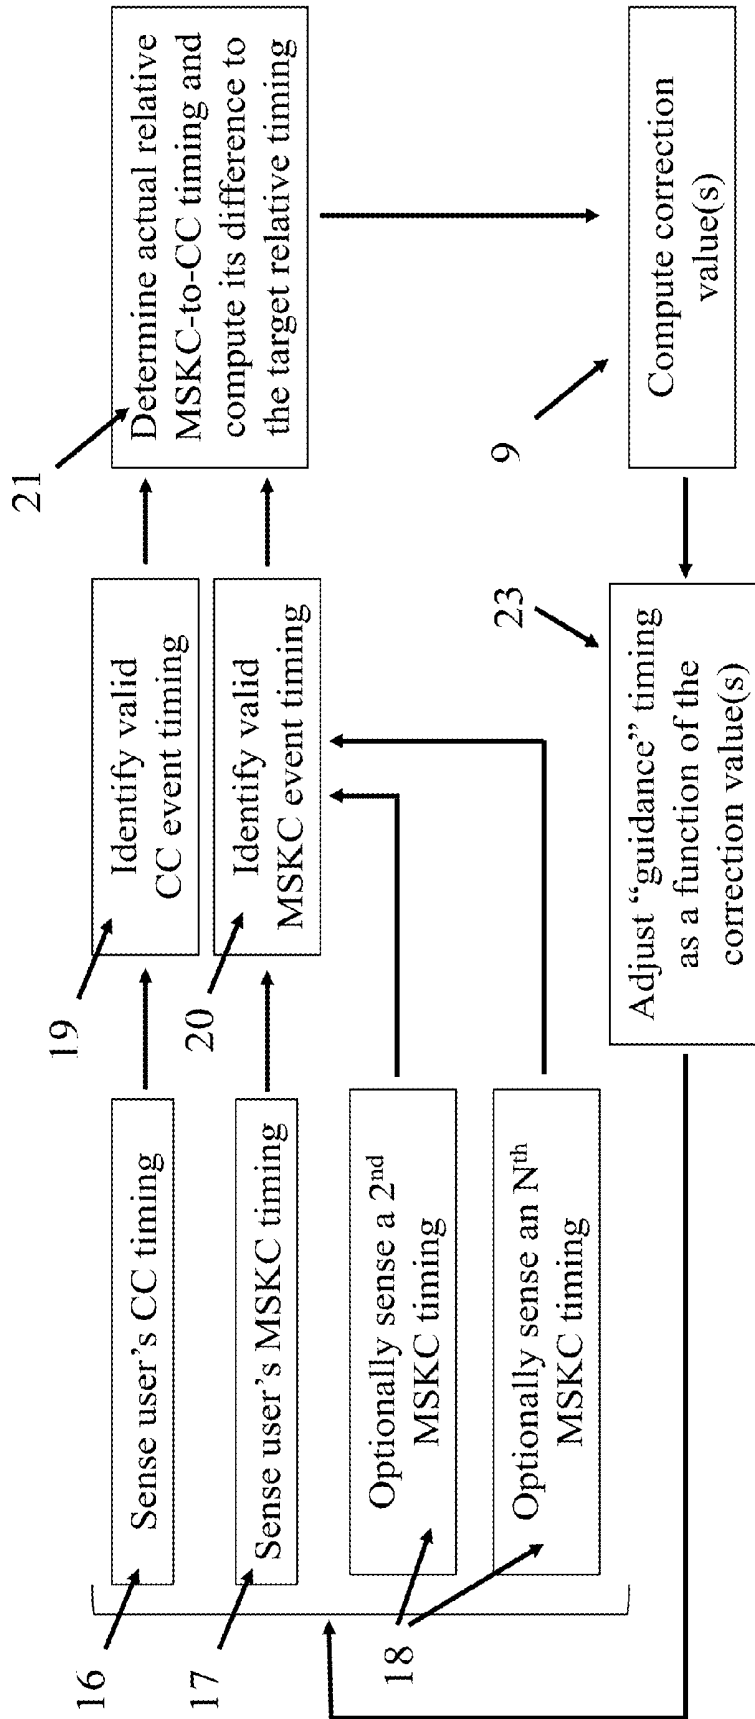 16
Sense user's CC timing
17
Sense user's MSKC timing
18
Optionally sense a 2nd
MSKC timing
Optionally sense an Nth
MSKC timing
19
Identify valid
CC event timing
20
Identify valid
MSKC event timing
21
Determine actual relative
MSKC-to-CC timing and
compute its difference to
the target relative timing
9
Compute correction
value(s)
23
Adjust “guidance” timing
as a function of the
correction value(s)